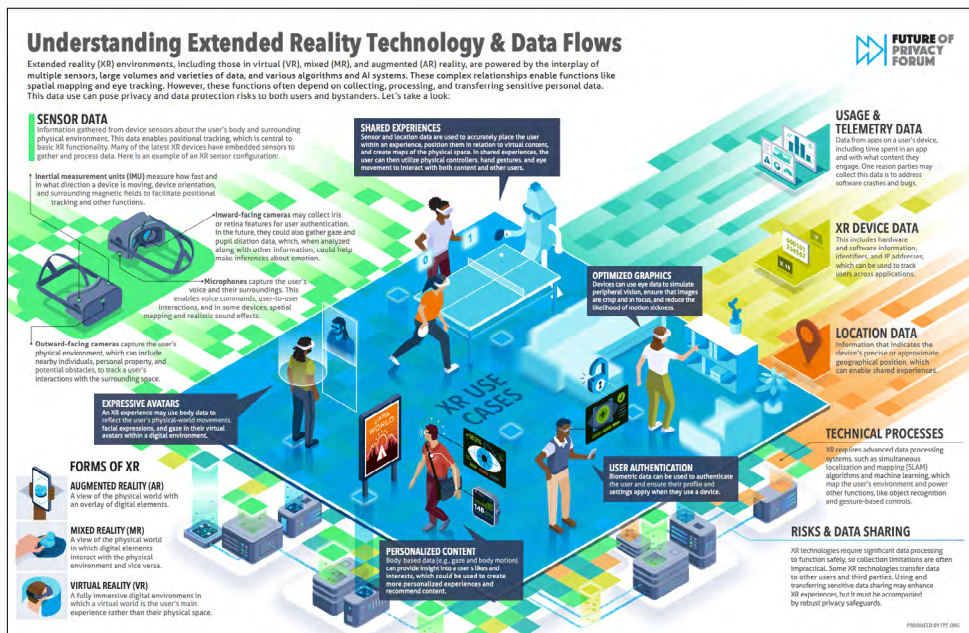 Understanding Extended Reality Technology & Data Flows
Extended reality (XR) environments, including those in virtual (VR), mixed (MR), and augmented (AR) reality, are powered by the interplay of
multiple sensors, large volumes and varieties of data, and various algorithms and AI systems. These complex relationships enable functions like
spatial mapping and eye tracking. However, these functions often depend on collecting, processing, and transferring sensitive personal data.
This data use can pose privacy and data protection risks to both users and bystanders. Let's take a look:
FUTURE OF
PRIVACY
FORUM
SENSOR DATA
Information gathered from device sensors about the user's body and surrounding
physical environment. This data enables positional tracking, which is central to
basic XR functionality. Many of the latest XR devices have embedded sensors to
gather and process data. Here is an example of an XR sensor configuration:
Inertial measurement units (IMU) measure how fast and
in what direction a device is moving, device orientation,
and surrounding magnetic fields to facilitate positional
tracking and other functions.
Inward-facing cameras may collect iris
or retina features for user authentication.
In the future, they could also gather gaze and
pupil dilation data, which, when analyzed
along with other information, could help
make inferences about emotion.
Microphones capture the user's
voice and their surroundings. This
enables voice commands, user-to-user
interactions, and in some devices, spatial
mapping and realistic sound effects.
Outward-facing cameras capture the user's
physical environment, which can include
nearby individuals, personal property, and
potential obstacles, to track a user's
interactions with the surrounding space.
SHARED EXPERIENCES
Sensor and location data are used to accurately place the user
within an experience, position them in relation to virtual content,
and create maps of the physical space. In shared experiences, the
user can then utilize physical controllers, hand gestures, and eye
movement to interact with both content and other users.
0
1
OPTIMIZED GRAPHICS
Devices can use eye data to simulate
peripheral vision, ensure that images
are crisp and in focus, and reduce the
likelihood of motion sickness.
EXPRESSIVE AVATARS
An XR experience may use body data to
reflect the user's physical-world movements,
facial expressions, and gaze in their virtual
avatars within a digital environment.
XR USE
CASES
WORLD
146
USER AUTHENTICATION
Biometric data can be used to authenticate
the user and ensure their profile and
settings apply when they use a device.
PERSONALIZED CONTENT
Body based data (e.g., gaze and body motion)
can provide insight into a user's likes and
interests, which could be used to create
more personalized experiences and
recommend content.
FORMS OF XR
AUGMENTED REALITY (AR)
A view of the physical world with
an overlay of digital elements.
MIXED REALITY (MR)
A view of the physical world
in which digital elements
interact with the physical
environment and vice versa.
VIRTUAL REALITY (VR)
A fully immersive digital environment in
which a virtual world is the user's main
experience rather than their physical space.
USAGE &
TELEMETRY DATA
Data from apps on a user's device,
including time spent in an app
and with what content they
engage. One reason parties may
collect this data is to address
software crashes and bugs.
XR DEVICE DATA
This includes hardware
and software information,
identifiers, and IP addresses,
which can be used to track
users across applications.
LOCATION DATA
Information that indicates the
device's precise or approximate
geographical position, which
can enable shared experiences.
TECHNICAL PROCESSES
XR requires advanced data processing
systems, such as simultaneous
localization and mapping (SLAM)
algorithms and machine learning, which
map the user's environment and power
other functions, like object recognition
and gesture-based controls.
RISKS & DATA SHARING
XR technologies require significant data processing
to function safely, so collection limitations are often
impractical. Some XR technologies transfer data
to other users and third parties. Using and
transferring sensitive data sharing may enhance
XR experiences, but it must be accompanied
by robust privacy safeguards.
PRODUCED BY FPF.ORG